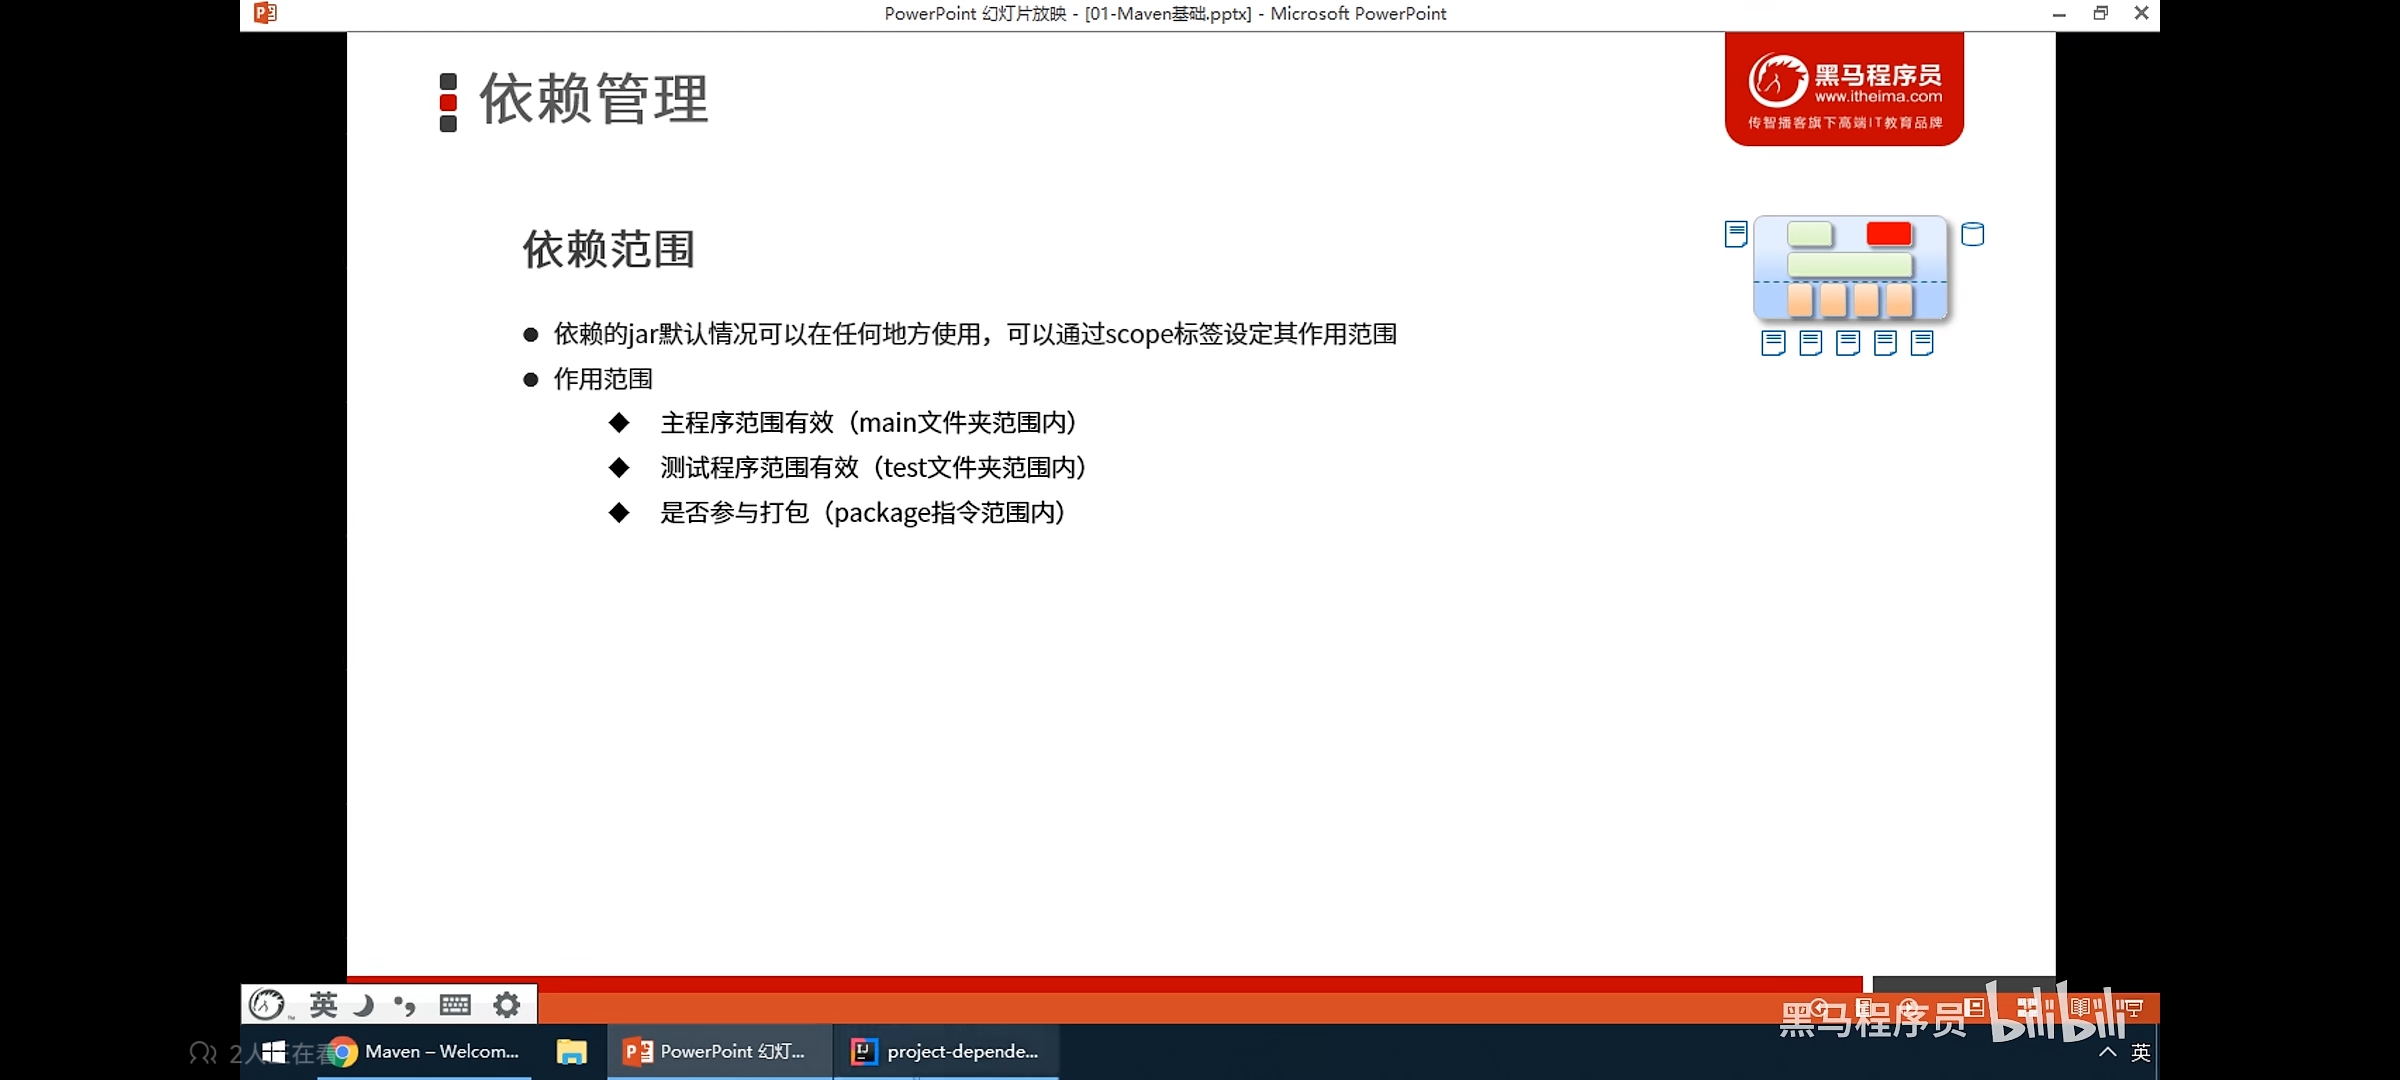 PowerPoint 幻灯片放映 - [01-Maven基础.pptx] - Microsoft PowerPoint
依赖管理
黑马程序员
www.itheima.com
传智播客旗下高端IT教育品牌
依赖范围
依赖的jar默认情况可以在任何地方使用，可以通过scope标签设定其作用范围
作用范围
主程序范围有效（main文件夹范围内）
测试程序范围有效（test文件夹范围内）
是否参与打包（package指令范围内）
英
黑马程序员 bilibili
2人正在看
Maven – Welcom...
PowerPoint 幻灯...
project-depende...
英